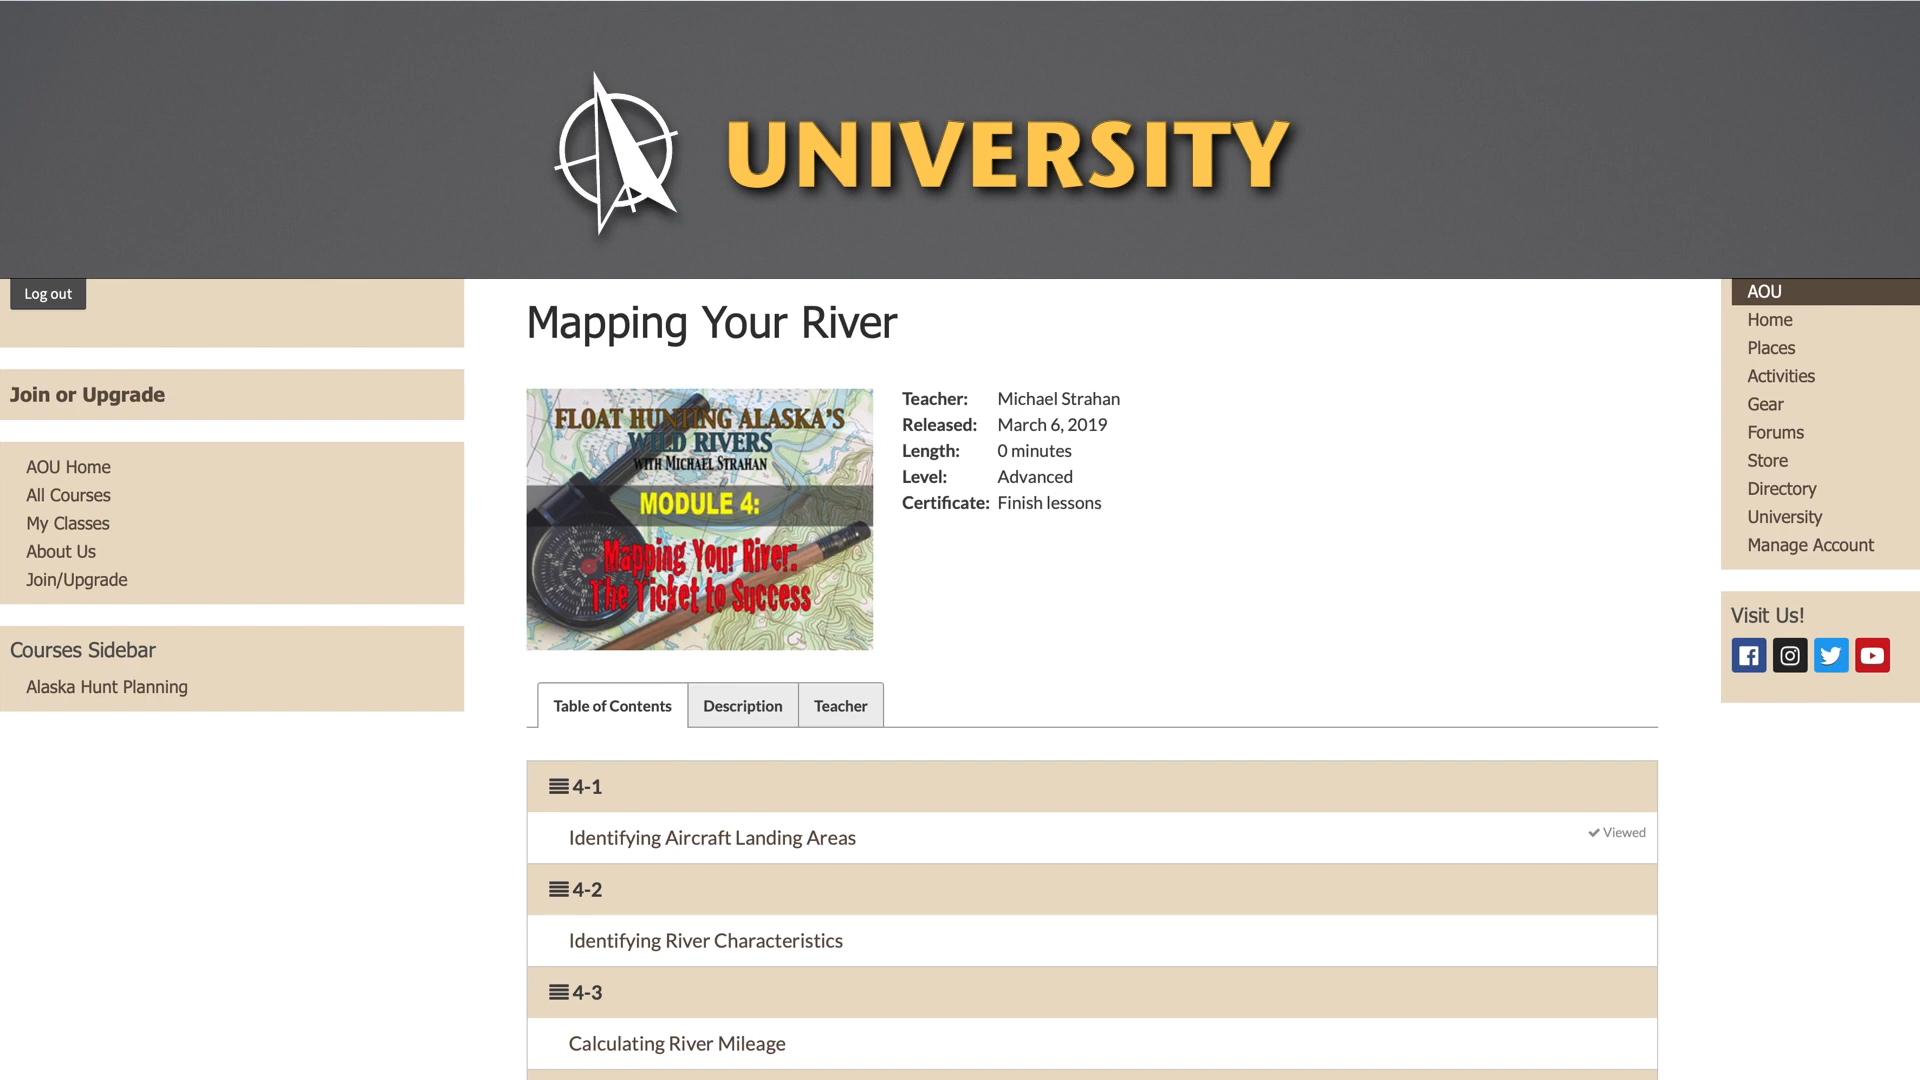 UNIVERSITY
Log out
Join or Upgrade
AOU Home
All Courses
My Classes
About Us
Join/Upgrade
Courses Sidebar
Alaska Hunt Planning
Mapping Your River
FLOAT HUNTING ALASKA'S
WILD RIVERS
WITH MICHAEL STRAHAN
MODULE 4:
Mapping Your River:
The Ticket to Success
Teacher: Michael Strahan
Released: March 6, 2019
Length: 0 minutes
Level: Advanced
Certificate: Finish lessons
Table of Contents Description Teacher
4-1
Identifying Aircraft Landing Areas Viewed
4-2
Identifying River Characteristics
4-3
Calculating River Mileage
AOU
Home
Places
Activities
Gear
Forums
Store
Directory
University
Manage Account
Visit Us!